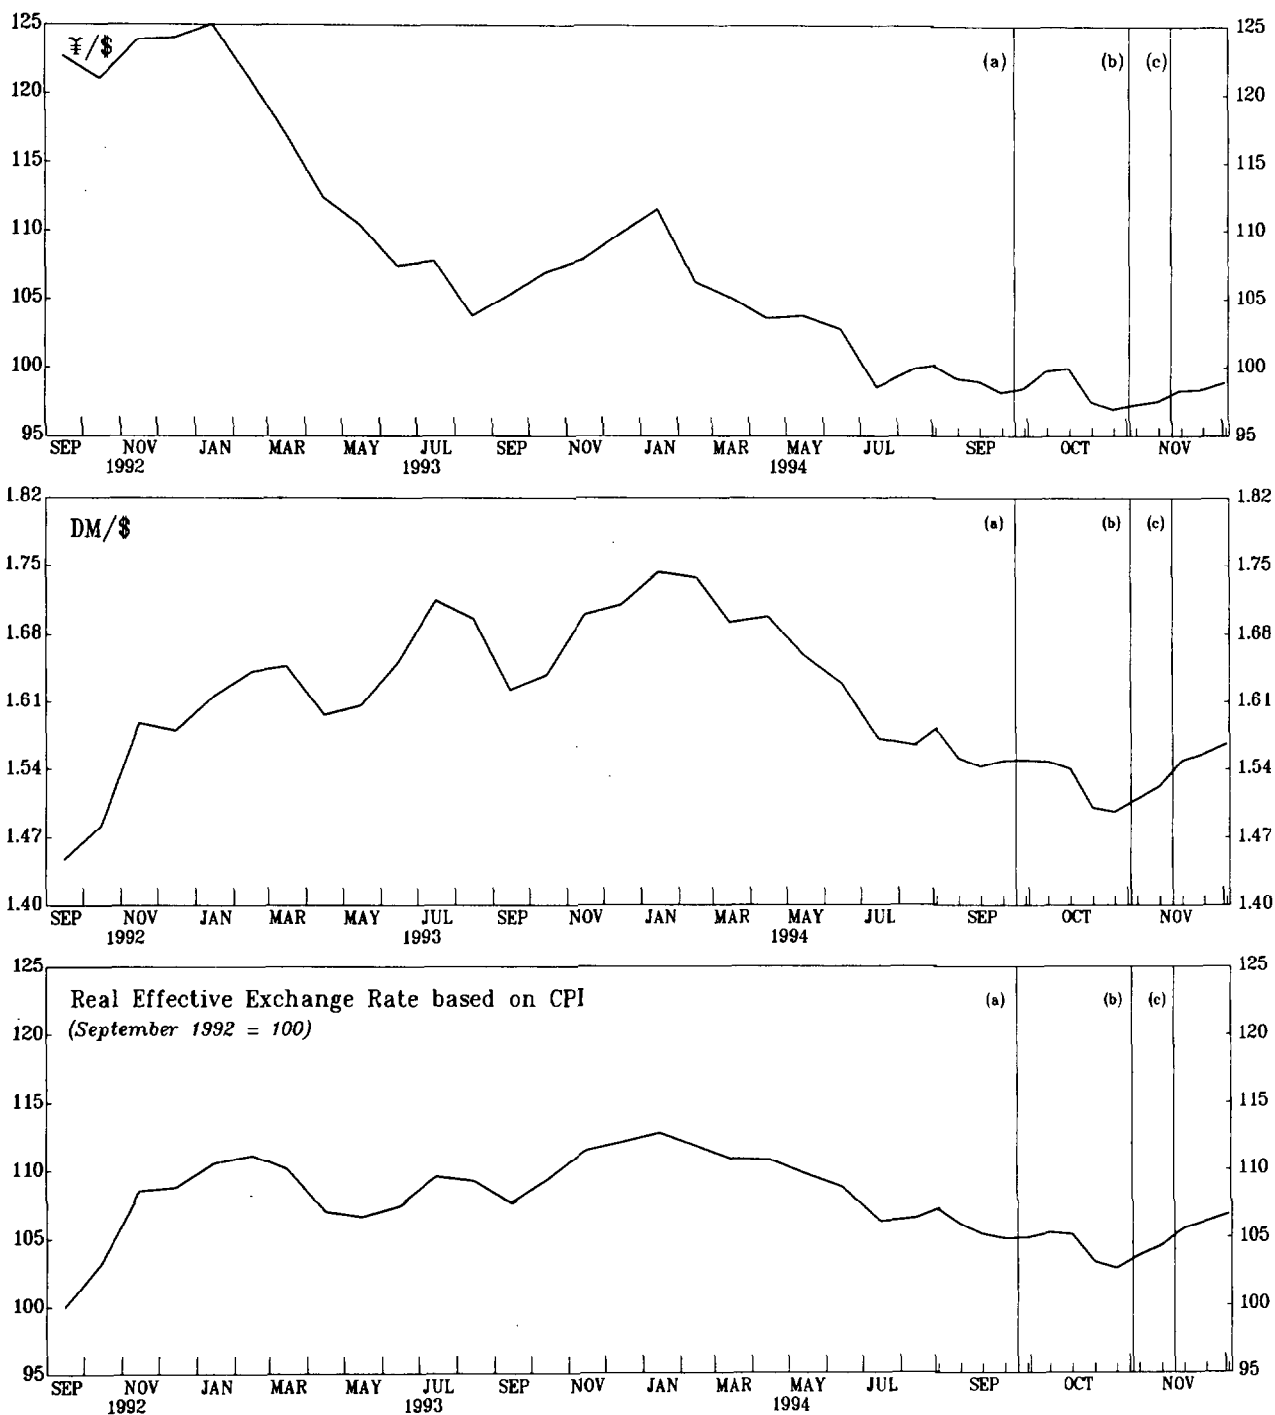 125 125
¥/$ (a) (b) (c)
120 120
115 115
110 110
105 105
100 100
95 95
SEP NOV JAN MAR MAY JUL SEP NOV JAN MAR MAY JUL SEP OCT NOV
1992 1993 1994
1.82 1.82
DM/$ (a) (b) (c)
1.75 1.75
1.68 1.68
1.61 1.61
1.54 1.54
1.47 1.47
1.40 1.40
SEP NOV JAN MAR MAY JUL SEP NOV JAN MAR MAY JUL SEP OCT NOV
1992 1993 1994
125 125
Real Effective Exchange Rate based on CPI (a) (b) (c)
(September 1992 = 100)
120 120
115 115
110 110
105 105
100 100
95 95
SEP NOV JAN MAR MAY JUL SEP NOV JAN MAR MAY JUL SEP OCT NOV
1992 1993 1994